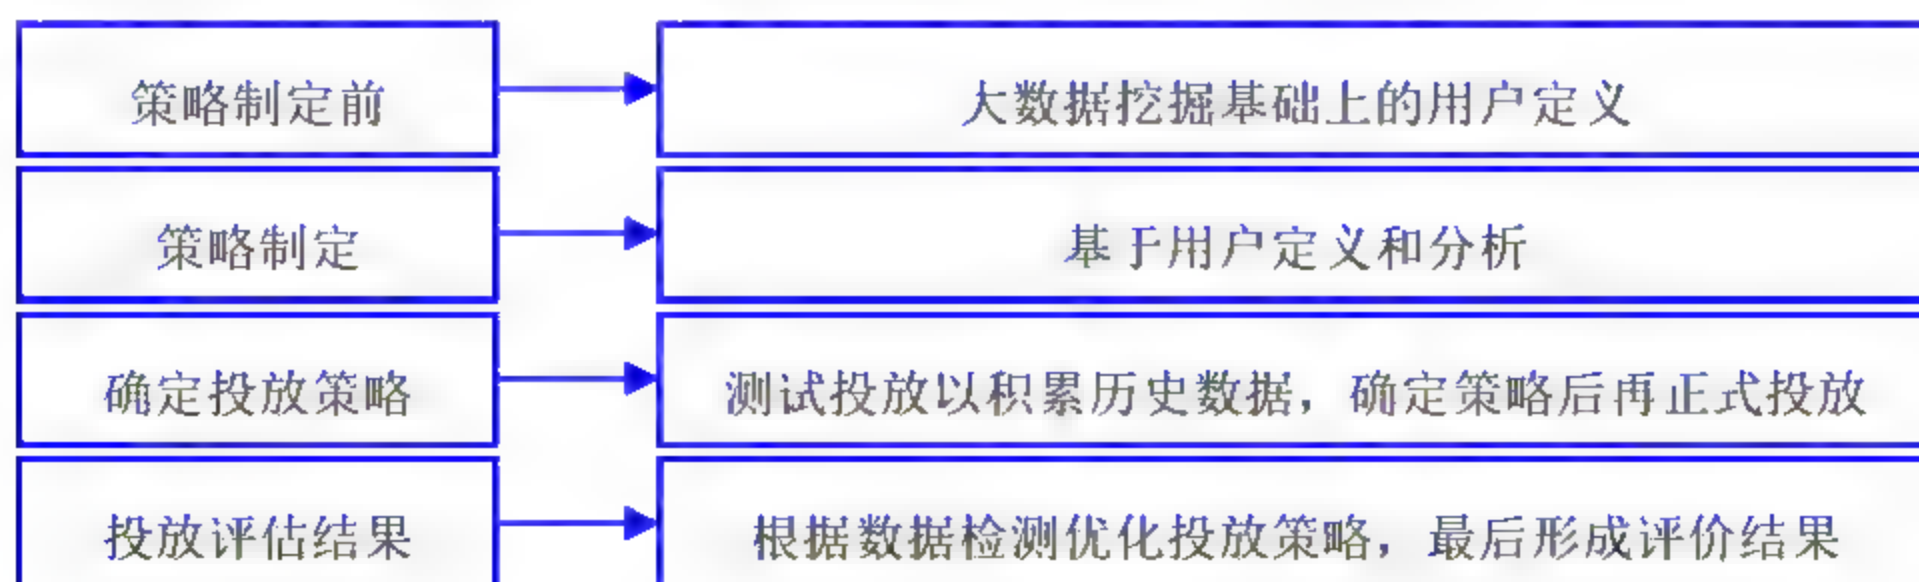 策略制定前
大数据挖掘基础上的用户定义
策略制定
基于用户定义和分析
确定投放策略
测试投放以积累历史数据，确定策略后再正式投放
投放评估结果
根据数据检测优化投放策略，最后形成评价结果